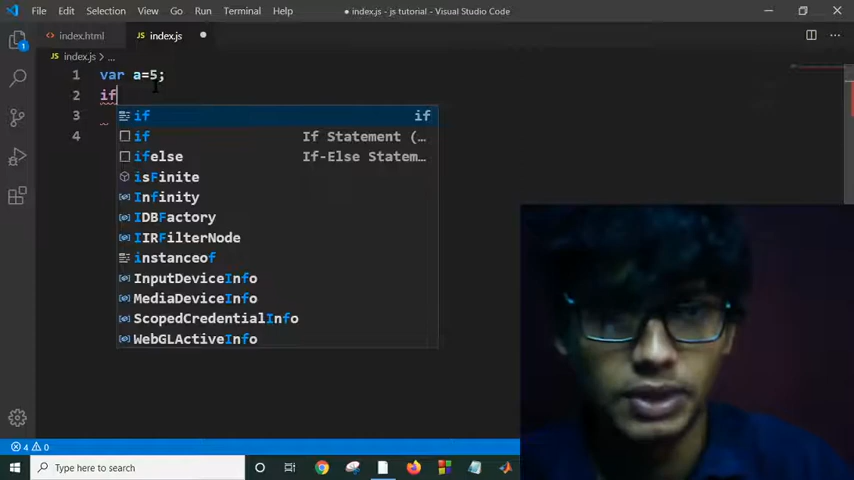 File Edit Selection View Go Run Terminal Help
● index.js - js tutorial - Visual Studio Code
index.html
index.js
index.js > ...
1 var a=5;
2 if
3
4
if if
if If Statement (…
ifelse If-Else Statem…
isFinite
Infinity
IDBFactory
IIRFilterNode
instanceof
InputDeviceInfo
MediaDeviceInfo
ScopedCredentialInfo
WebGLActiveInfo
1
4 0
Type here to search